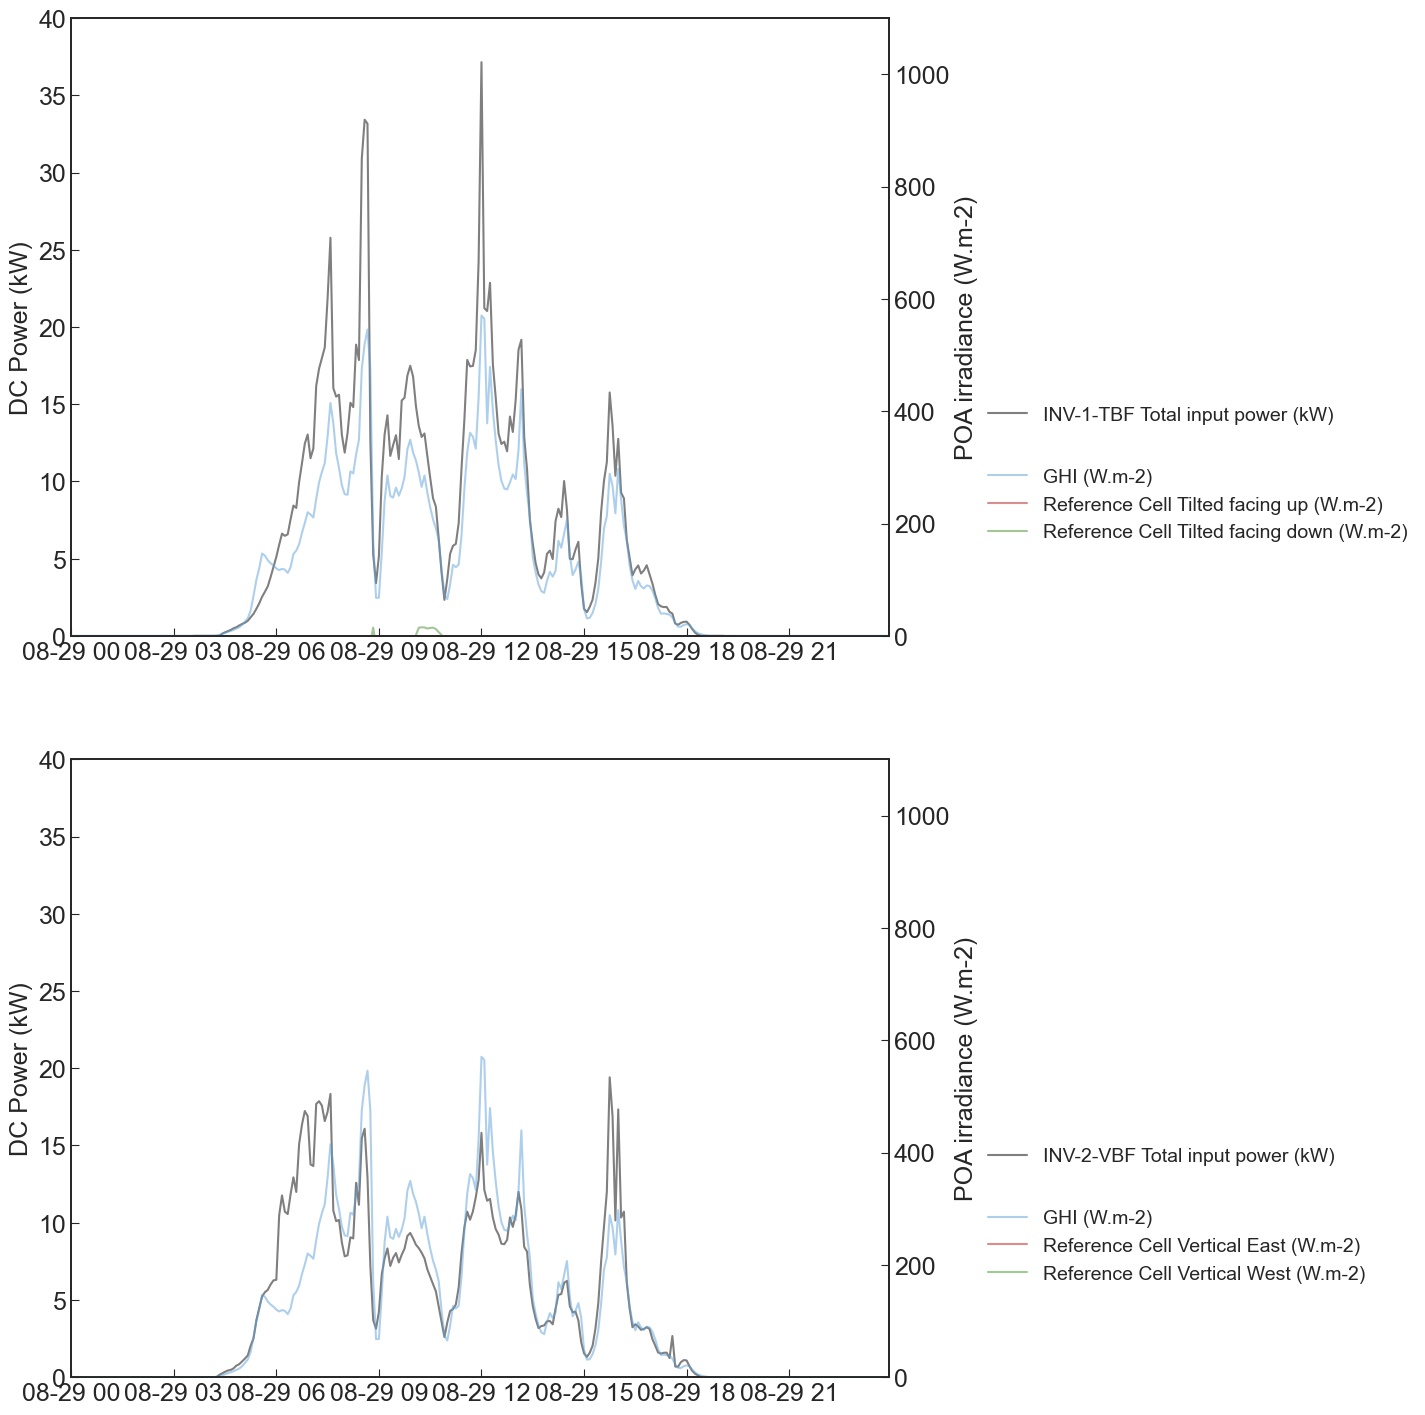 40
35
30
25
20
15
10
5
0
DC Power (kW)
1000
800
600
400
200
0
POA irradiance (W.m-2)
08-29 00 08-29 03 08-29 06 08-29 09 08-29 12 08-29 15 08-29 18 08-29 21
INV-1-TBF Total input power (kW)
GHI (W.m-2)
Reference Cell Tilted facing up (W.m-2)
Reference Cell Tilted facing down (W.m-2)
40
35
30
25
20
15
10
5
0
DC Power (kW)
1000
800
600
400
200
0
POA irradiance (W.m-2)
08-29 00 08-29 03 08-29 06 08-29 09 08-29 12 08-29 15 08-29 18 08-29 21
INV-2-VBF Total input power (kW)
GHI (W.m-2)
Reference Cell Vertical East (W.m-2)
Reference Cell Vertical West (W.m-2)